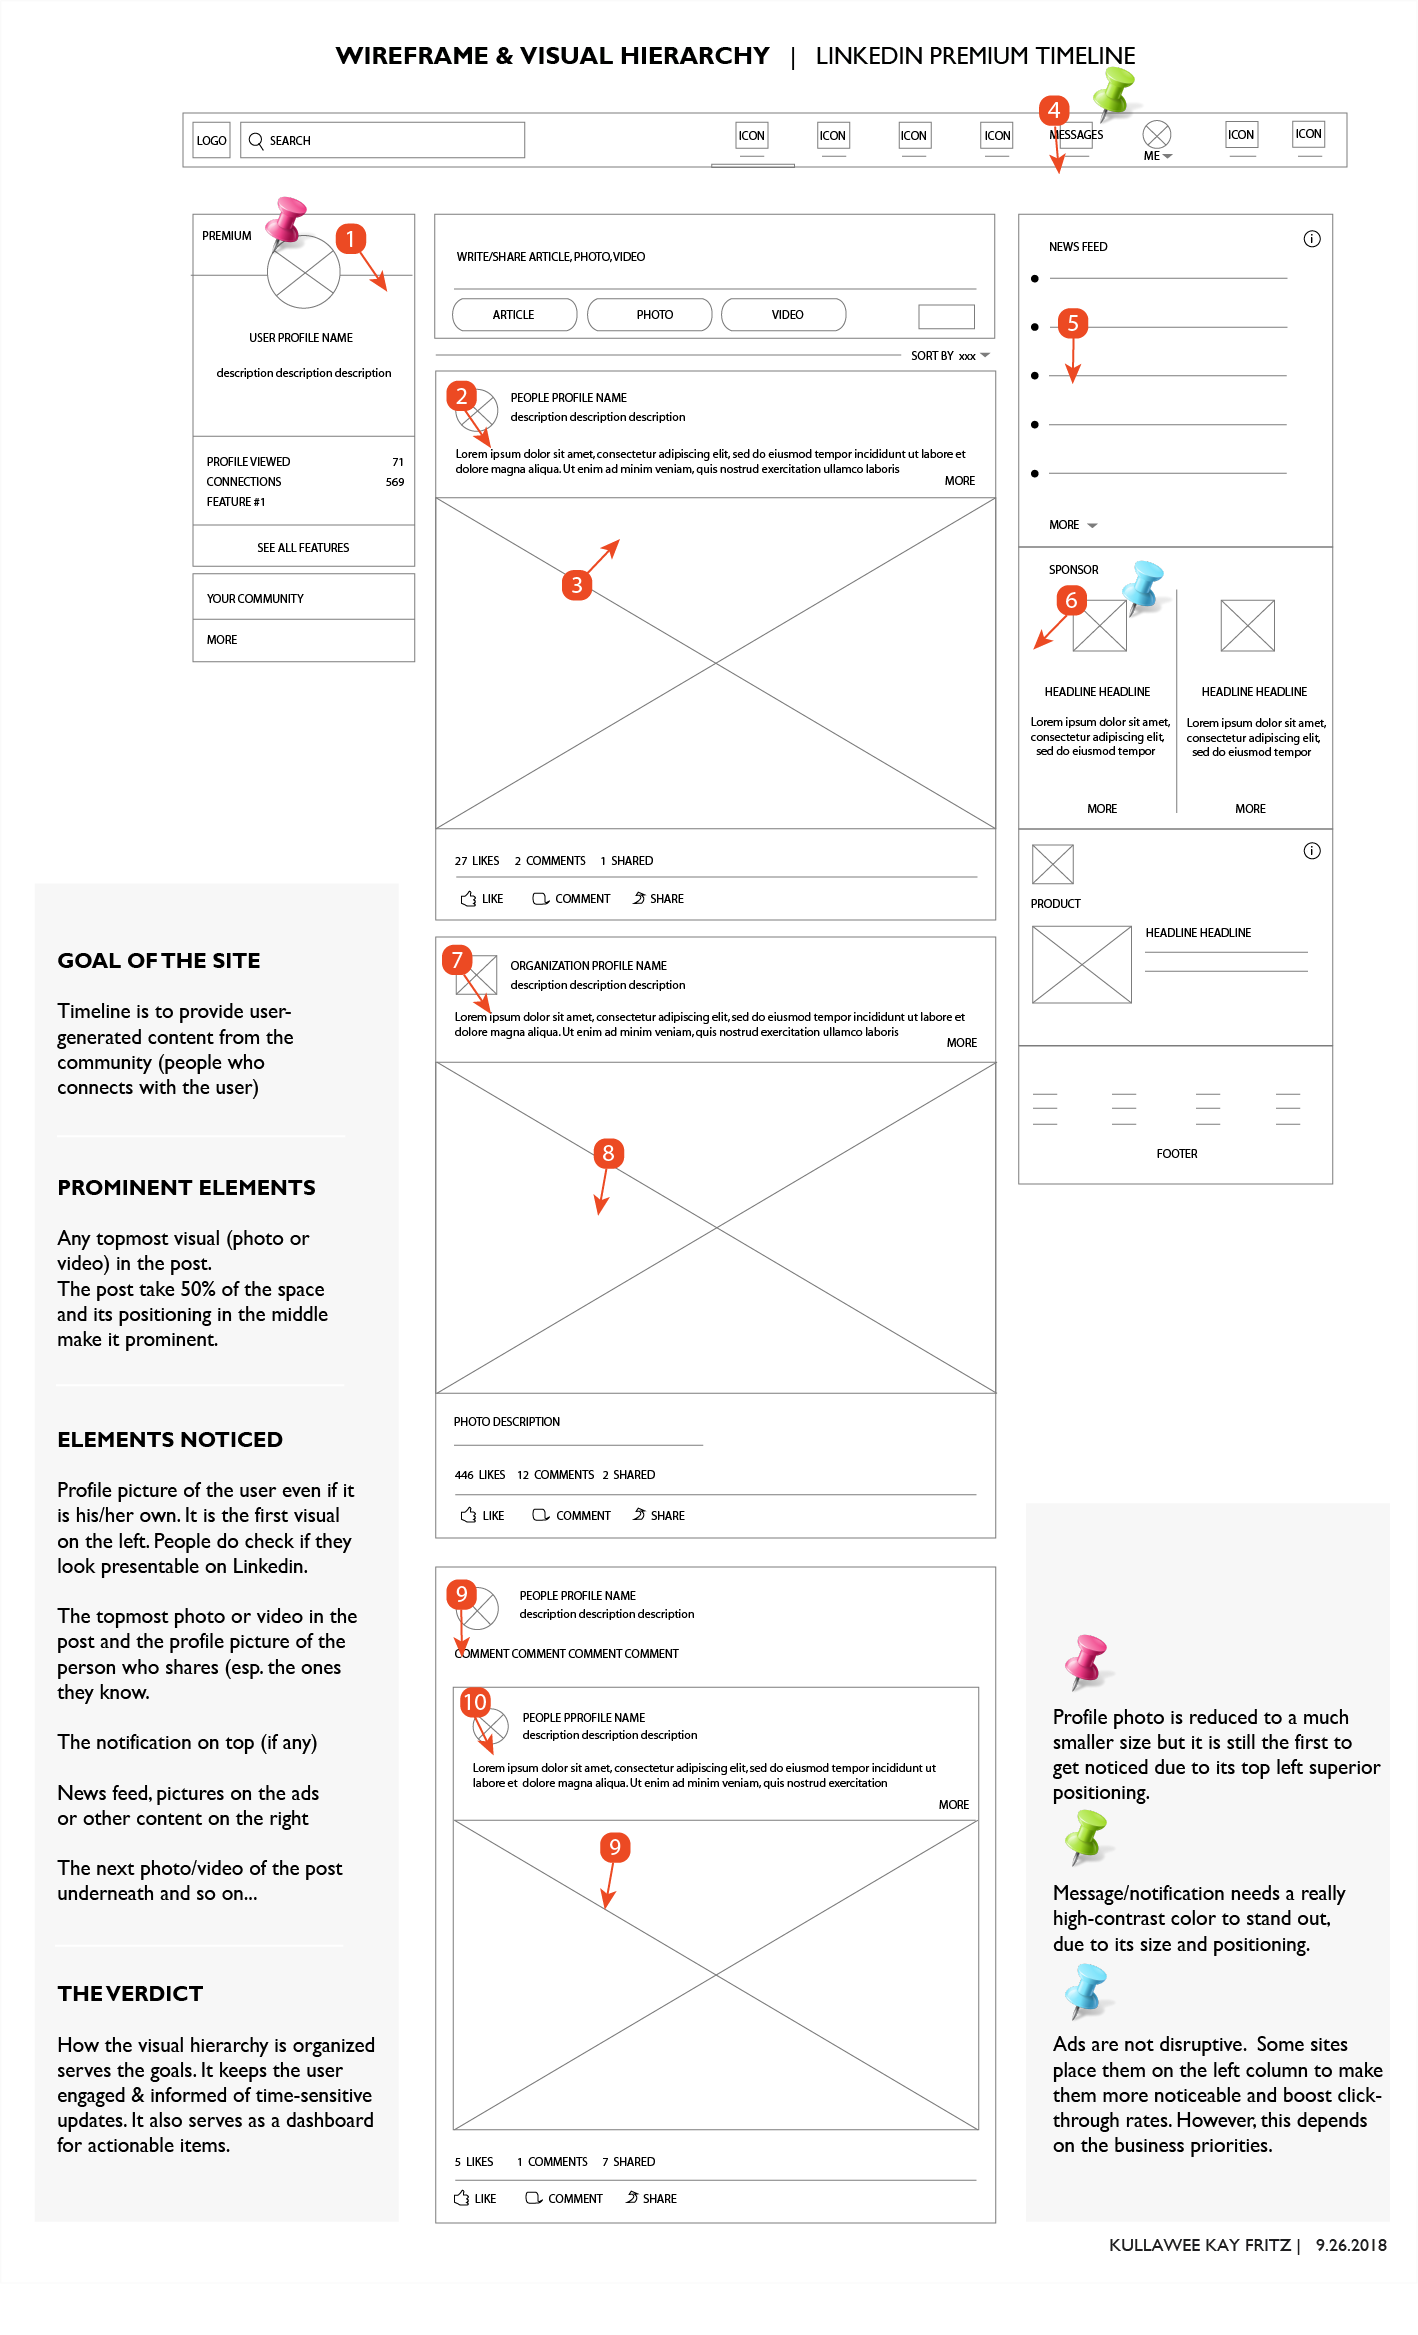 WIREFRAME & VISUAL HIERARCHY | LINKEDIN PREMIUM TIMELINE
LOGO
SEARCH
ICON
ICON
ICON
ICON
4
MESSAGES
ME
ICON
ICON
PREMIUM
1
USER PROFILE NAME
description description description
PROFILE VIEWED 71
CONNECTIONS 569
FEATURE #1
SEE ALL FEATURES
YOUR COMMUNITY
MORE
WRITE/SHARE ARTICLE, PHOTO, VIDEO
ARTICLE
PHOTO
VIDEO
SORT BY xxx
2
PEOPLE PROFILE NAME
description description description
Lorem ipsum dolor sit amet, consectetur adipiscing elit, sed do eiusmod tempor incididunt ut labore et
dolore magna aliqua. Ut enim ad minim veniam, quis nostrud exercitation ullamco laboris
MORE
3
27 LIKES 2 COMMENTS 1 SHARED
LIKE COMMENT SHARE
7
ORGANIZATION PROFILE NAME
description description description
Lorem ipsum dolor sit amet, consectetur adipiscing elit, sed do eiusmod tempor incididunt ut labore et
dolore magna aliqua. Ut enim ad minim veniam, quis nostrud exercitation ullamco laboris
MORE
8
PHOTO DESCRIPTION
446 LIKES 12 COMMENTS 2 SHARED
LIKE COMMENT SHARE
9
PEOPLE PROFILE NAME
description description description
COMMENT COMMENT COMMENT COMMENT
10
PEOPLE PPROFILE NAME
description description description
Lorem ipsum dolor sit amet, consectetur adipiscing elit, sed do eiusmod tempor incididunt ut
labore et dolore magna aliqua. Ut enim ad minim veniam, quis nostrud exercitation
MORE
9
5 LIKES 1 COMMENTS 7 SHARED
LIKE COMMENT SHARE
NEWS FEED
i
5
MORE
SPONSOR
6
HEADLINE HEADLINE
Lorem ipsum dolor sit amet,
consectetur adipiscing elit,
sed do eiusmod tempor
MORE
HEADLINE HEADLINE
Lorem ipsum dolor sit amet,
consectetur adipiscing elit,
sed do eiusmod tempor
MORE
i
PRODUCT
HEADLINE HEADLINE
FOOTER
GOAL OF THE SITE
Timeline is to provide user-
generated content from the
community (people who
connects with the user)
PROMINENT ELEMENTS
Any topmost visual (photo or
video) in the post.
The post take 50% of the space
and its positioning in the middle
make it prominent.
ELEMENTS NOTICED
Profile picture of the user even if it
is his/her own. It is the first visual
on the left. People do check if they
look presentable on Linkedin.
The topmost photo or video in the
post and the profile picture of the
person who shares (esp. the ones
they know.
The notification on top (if any)
News feed, pictures on the ads
or other content on the right
The next photo/video of the post
underneath and so on...
THE VERDICT
How the visual hierarchy is organized
serves the goals. It keeps the user
engaged & informed of time-sensitive
updates. It also serves as a dashboard
for actionable items.
Profile photo is reduced to a much
smaller size but it is still the first to
get noticed due to its top left superior
positioning.
Message/notification needs a really
high-contrast color to stand out,
due to its size and positioning.
Ads are not disruptive. Some sites
place them on the left column to make
them more noticeable and boost click-
through rates. However, this depends
on the business priorities.
KULLAWEE KAY FRITZ | 9.26.2018